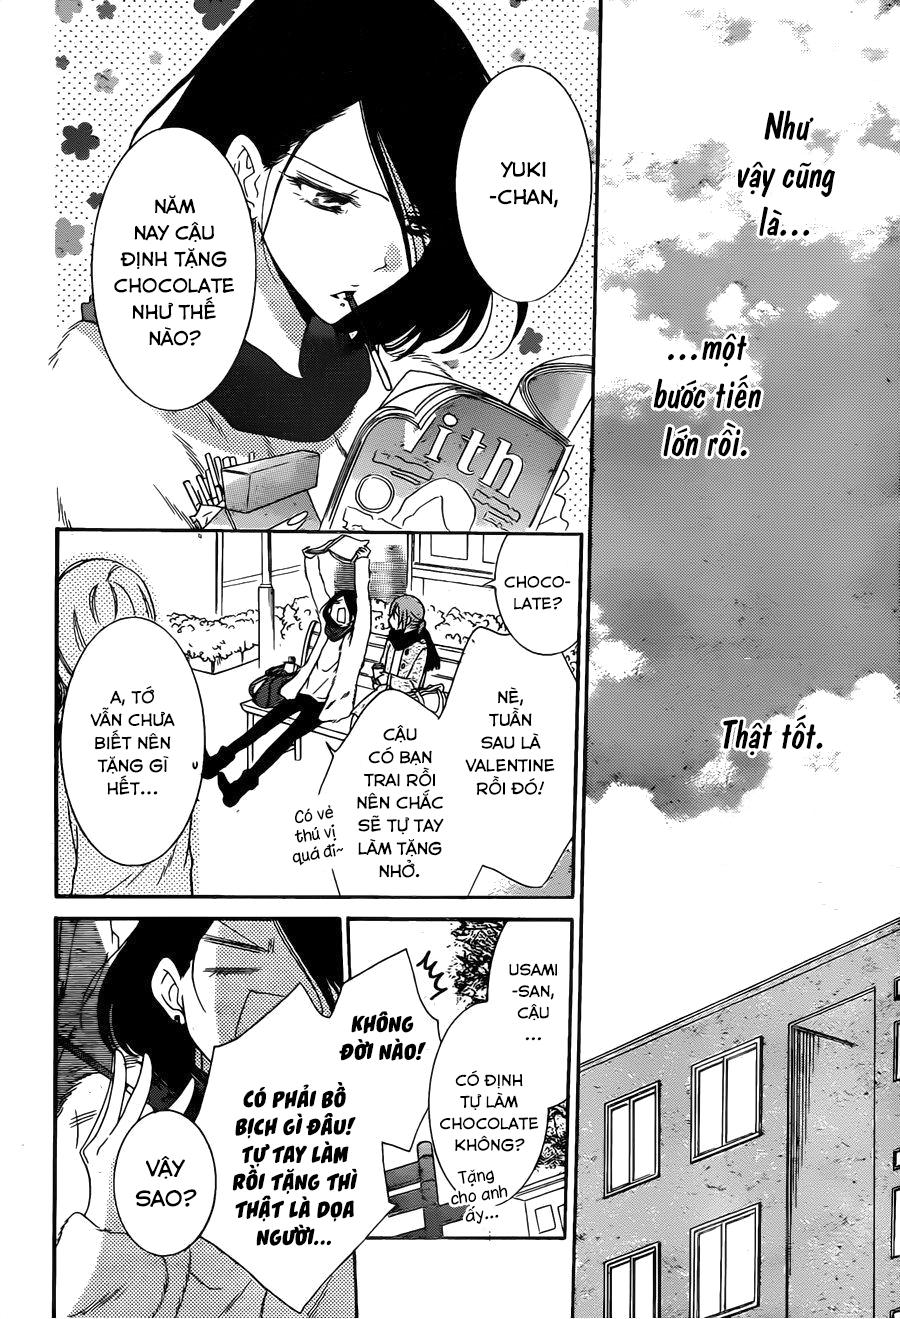 Như
vậy cũng
là...
...một
bước tiến
lớn rồi.
Thật tốt.
YUKI
-CHAN,
NĂM
NAY CẬU
ĐỊNH TẶNG
CHOCOLATE
NHƯ THẾ
NÀO?
with
CHOCO-
LATE?
NÈ,
TUẦN
SAU LÀ
VALENTINE
RỒI ĐÓ!
CẬU
CÓ BẠN
TRAI RỒI
NÊN CHẮC
SẼ TỰ TAY
LÀM TẶNG
NHỞ.
Có vẻ
thú vị
quá đi~
A, TỚ
VẪN CHƯA
BIẾT NÊN
TẶNG GÌ
HẾT...
USAMI
-SAN,
CẬU
...
CÓ ĐỊNH
TỰ LÀM
CHOCOLATE
KHÔNG?
Tặng
cho anh
ấy...
KHÔNG
ĐỜI NÀO!
CÓ PHẢI BỒ
BỊCH GÌ ĐÂU!
TỰ TAY LÀM
RỒI TẶNG THÌ
THẬT LÀ DỌA
NGƯỜI...
VẬY
SAO?